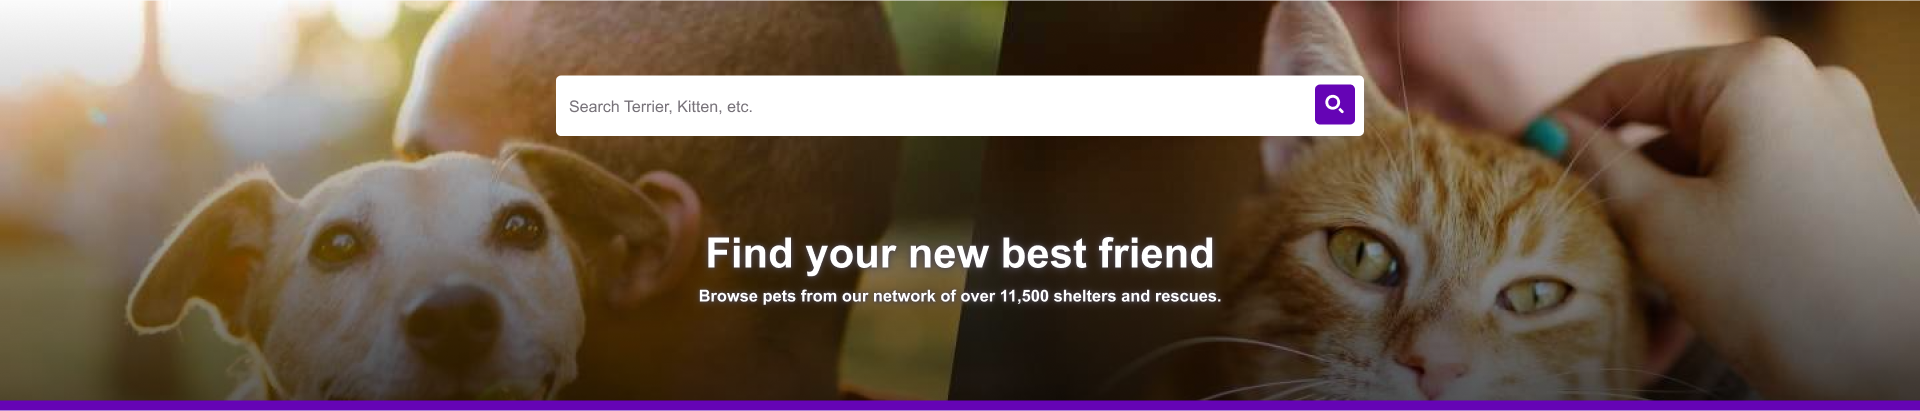 Search Terrier, Kitten, etc.
Find your new best friend
Browse pets from our network of over 11,500 shelters and rescues.